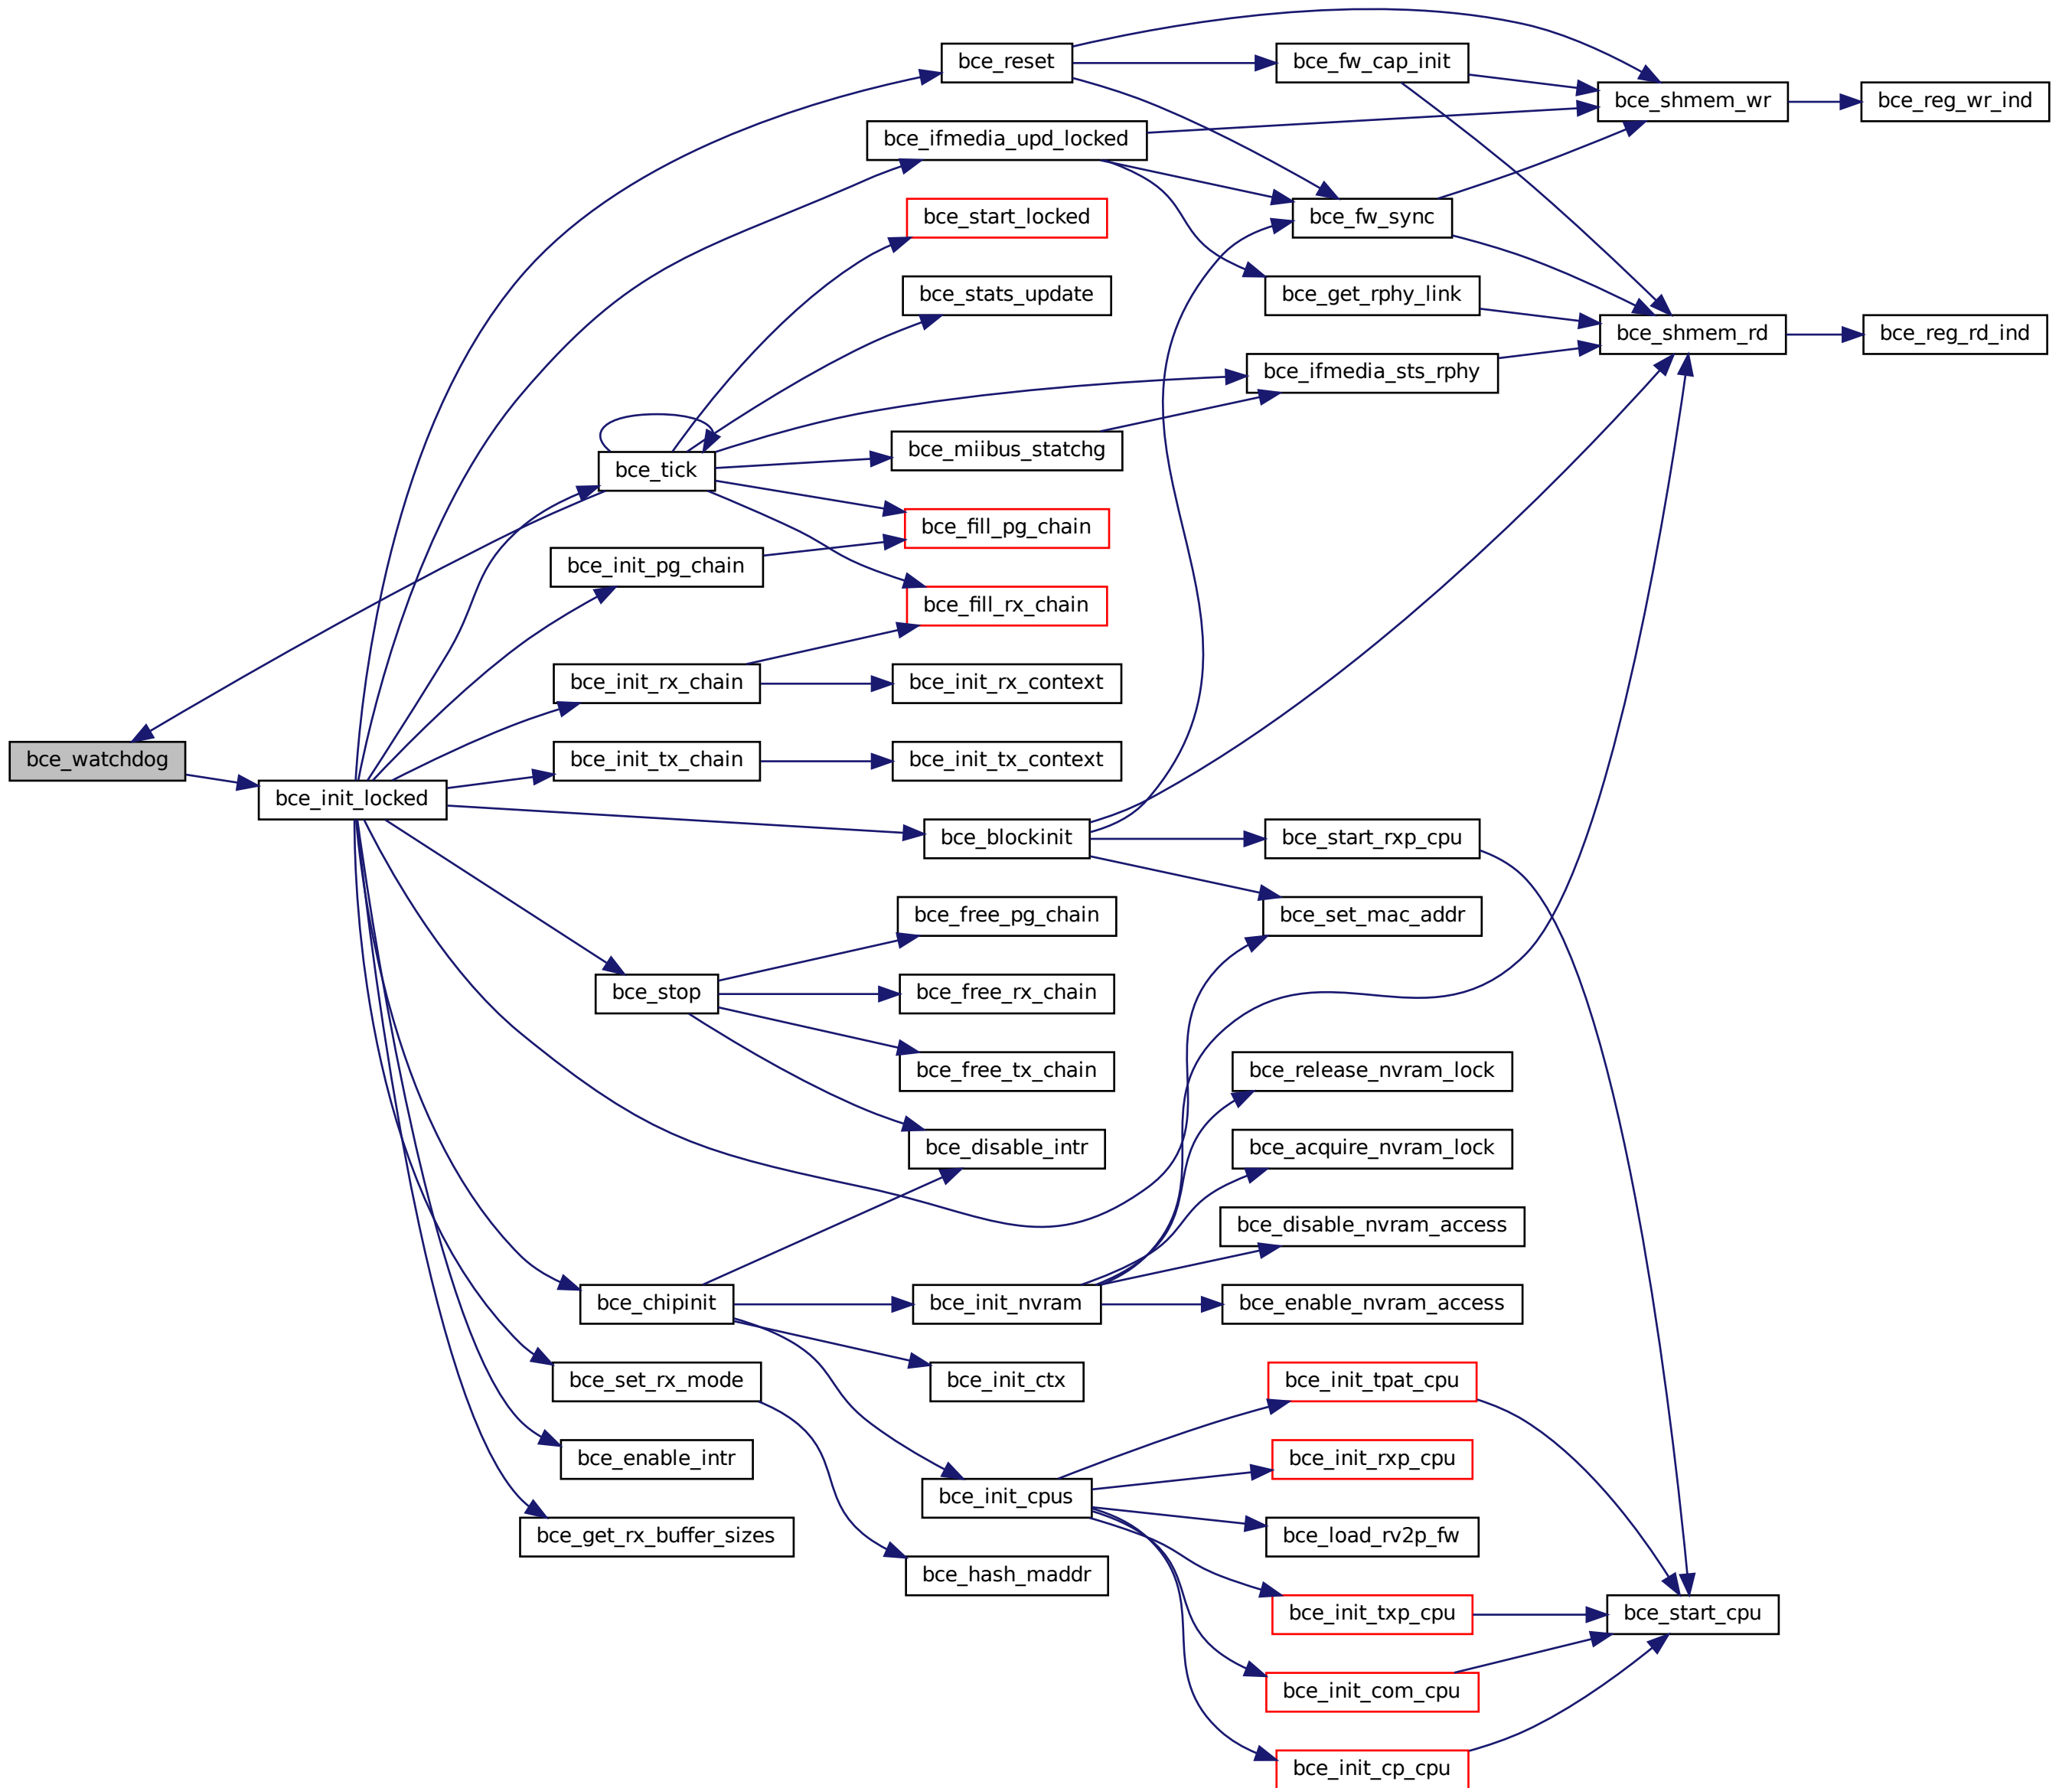 bce_reset
bce_fw_cap_init
bce_shmem_wr
bce_reg_wr_ind
bce_ifmedia_upd_locked
bce_start_locked
bce_fw_sync
bce_stats_update
bce_get_rphy_link
bce_shmem_rd
bce_reg_rd_ind
bce_ifmedia_sts_rphy
bce_tick
bce_miibus_statchg
bce_fill_pg_chain
bce_init_pg_chain
bce_fill_rx_chain
bce_init_rx_chain
bce_init_rx_context
bce_watchdog
bce_init_tx_chain
bce_init_tx_context
bce_init_locked
bce_blockinit
bce_start_rxp_cpu
bce_free_pg_chain
bce_set_mac_addr
bce_stop
bce_free_rx_chain
bce_free_tx_chain
bce_release_nvram_lock
bce_disable_intr
bce_acquire_nvram_lock
bce_disable_nvram_access
bce_chipinit
bce_init_nvram
bce_enable_nvram_access
bce_set_rx_mode
bce_init_ctx
bce_init_tpat_cpu
bce_enable_intr
bce_init_rxp_cpu
bce_init_cpus
bce_get_rx_buffer_sizes
bce_load_rv2p_fw
bce_hash_maddr
bce_init_txp_cpu
bce_start_cpu
bce_init_com_cpu
bce_init_cp_cpu